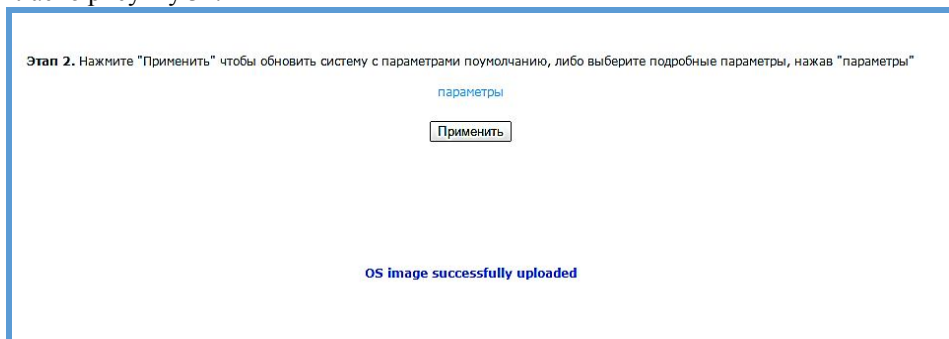 Этап 2. Нажмите "Применить" чтобы обновить систему с параметрами поумолчанию, либо выберите подробные параметры, нажав "параметры"
параметры
Применить
OS image successfully uploaded